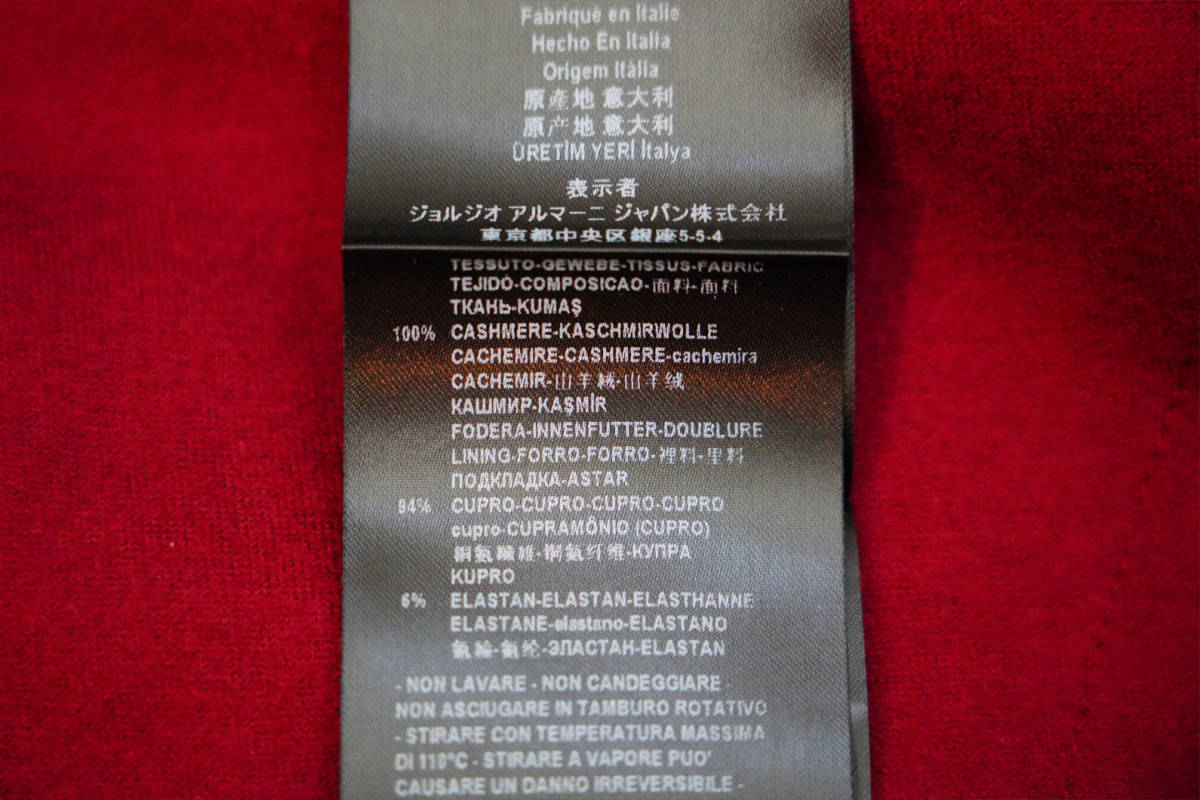 Fabriqué en Italie
Hecho En Italia
Origem Itália
原產地 意大利
原产地 意大利
ÜRETİM YERİ İtalya
表示者
ジョルジオ アルマーニ ジャパン株式会社
東京都中央区銀座5-5-4
TESSUTO-GEWEBE-TISSUS-FABRIC
TEJIDO-COMPOSICAO-面料-面料
ТКАНЬ-KUMAŞ
100% CASHMERE-KASCHMIRWOLLE
CACHEMIRE-CASHMERE-cachemira
CACHEMIR-山羊絨-山羊绒
КАШМИР-KAŞMİR
FODERA-INNENFUTTER-DOUBLURE
LINING-FORRO-FORRO-裡料-里料
ПОДКЛАДКА-ASTAR
94% CUPRO-CUPRO-CUPRO-CUPRO
cupro-CUPRAMÔNIO (CUPRO)
銅氨纖維-铜氨纤维-КУПРА
KUPRO
6% ELASTAN-ELASTAN-ELASTHANNE
ELASTANE-elastano-ELASTANO
氨綸-氨纶-ЭЛАСТАН-ELASTAN
- NON LAVARE - NON CANDEGGIARE -
NON ASCIUGARE IN TAMBURO ROTATIVO
- STIRARE CON TEMPERATURA MASSIMA
DI 110°C - STIRARE A VAPORE PUO'
CAUSARE UN DANNO IRREVERSIBILE -